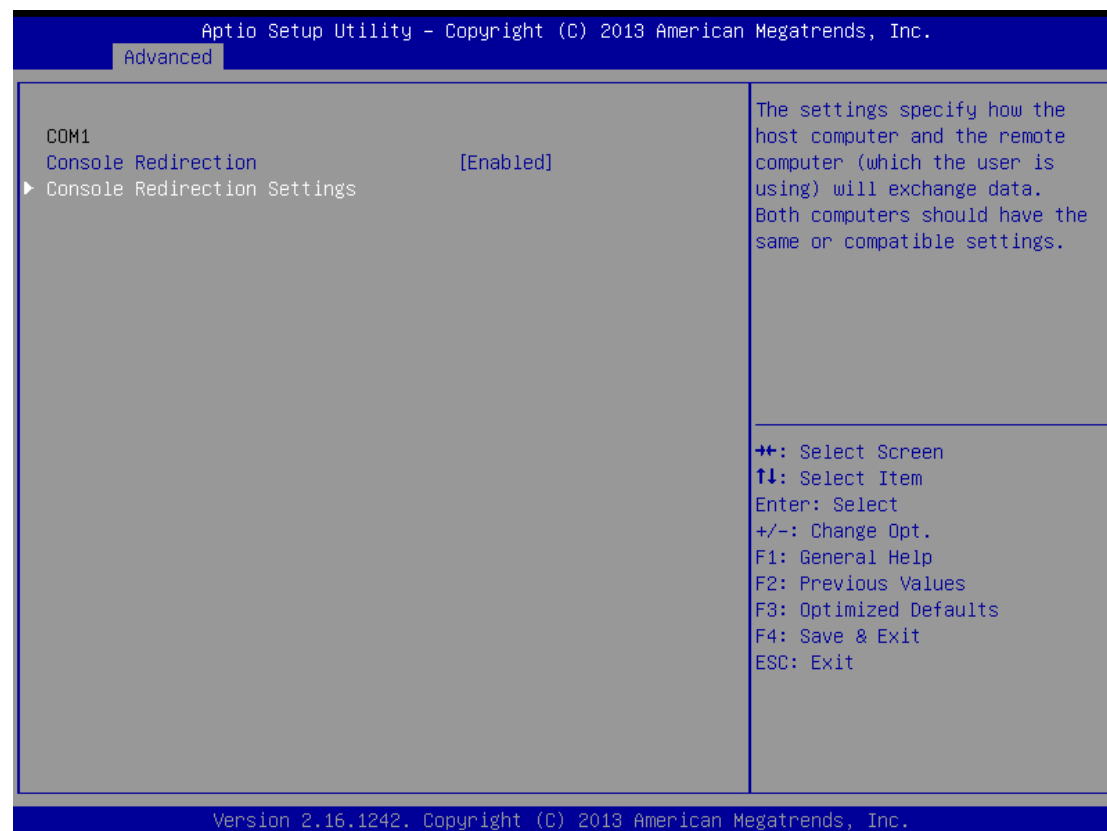 Aptio Setup Utility – Copyright (C) 2013 American Megatrends, Inc.
Advanced
COM1
Console Redirection [Enabled]
▶ Console Redirection Settings
The settings specify how the
host computer and the remote
computer (which the user is
using) will exchange data.
Both computers should have the
same or compatible settings.
→←: Select Screen
↑↓: Select Item
Enter: Select
+/-: Change Opt.
F1: General Help
F2: Previous Values
F3: Optimized Defaults
F4: Save & Exit
ESC: Exit
Version 2.16.1242. Copyright (C) 2013 American Megatrends, Inc.